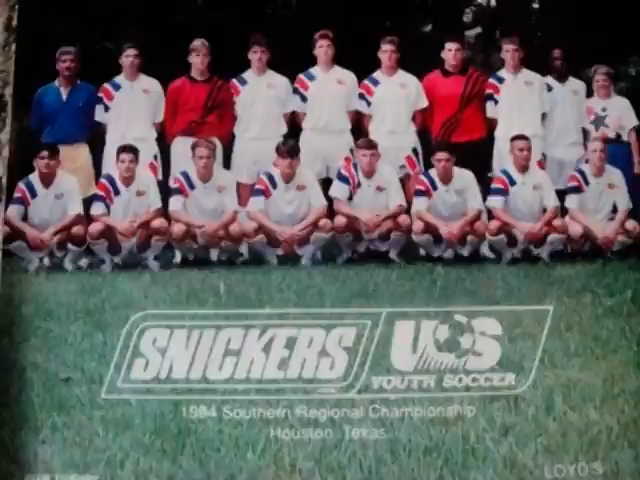 SNICKERS
US
YOUTH SOCCER
1994 Southern Regional Championship
Houston, Texas